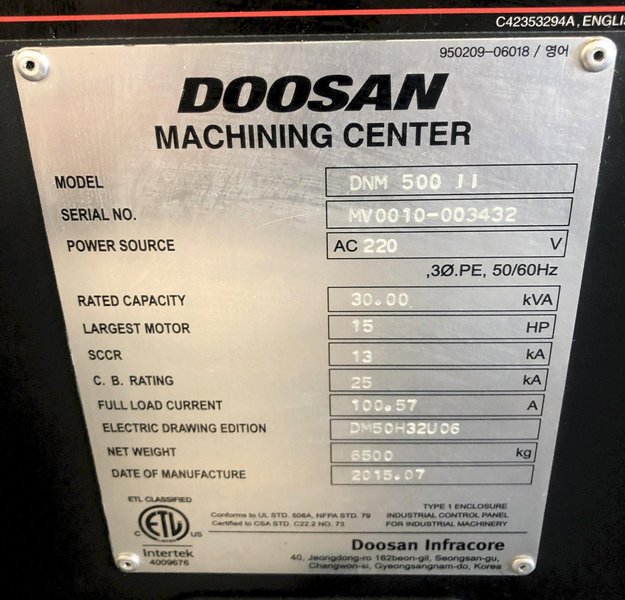 C42353294A, ENGLIS
950209-06018 / 영어
DOOSAN
MACHINING CENTER
MODEL DNM 500 II
SERIAL NO. MV0010-003432
POWER SOURCE AC 220 V
,3Ø.PE, 50/60Hz
RATED CAPACITY 30.00 kVA
LARGEST MOTOR 15 HP
SCCR 13 kA
C. B. RATING 25 kA
FULL LOAD CURRENT 100.57 A
ELECTRIC DRAWING EDITION DM50H32U06
NET WEIGHT 6500 kg
DATE OF MANUFACTURE 2015.07
ETL CLASSIFIED
C ETL US
LISTED
Intertek
4009676
Conforms to UL STD. 508A, NFPA STD. 79
Certified to CSA STD. C22.2 NO. 73
TYPE 1 ENCLOSURE
INDUSTRIAL CONTROL PANEL
FOR INDUSTRIAL MACHINERY
Doosan Infracore
40, Jeongdong-ro 162beon-gil, Seongsan-gu,
Changwon-si, Gyeongsangnam-do, Korea